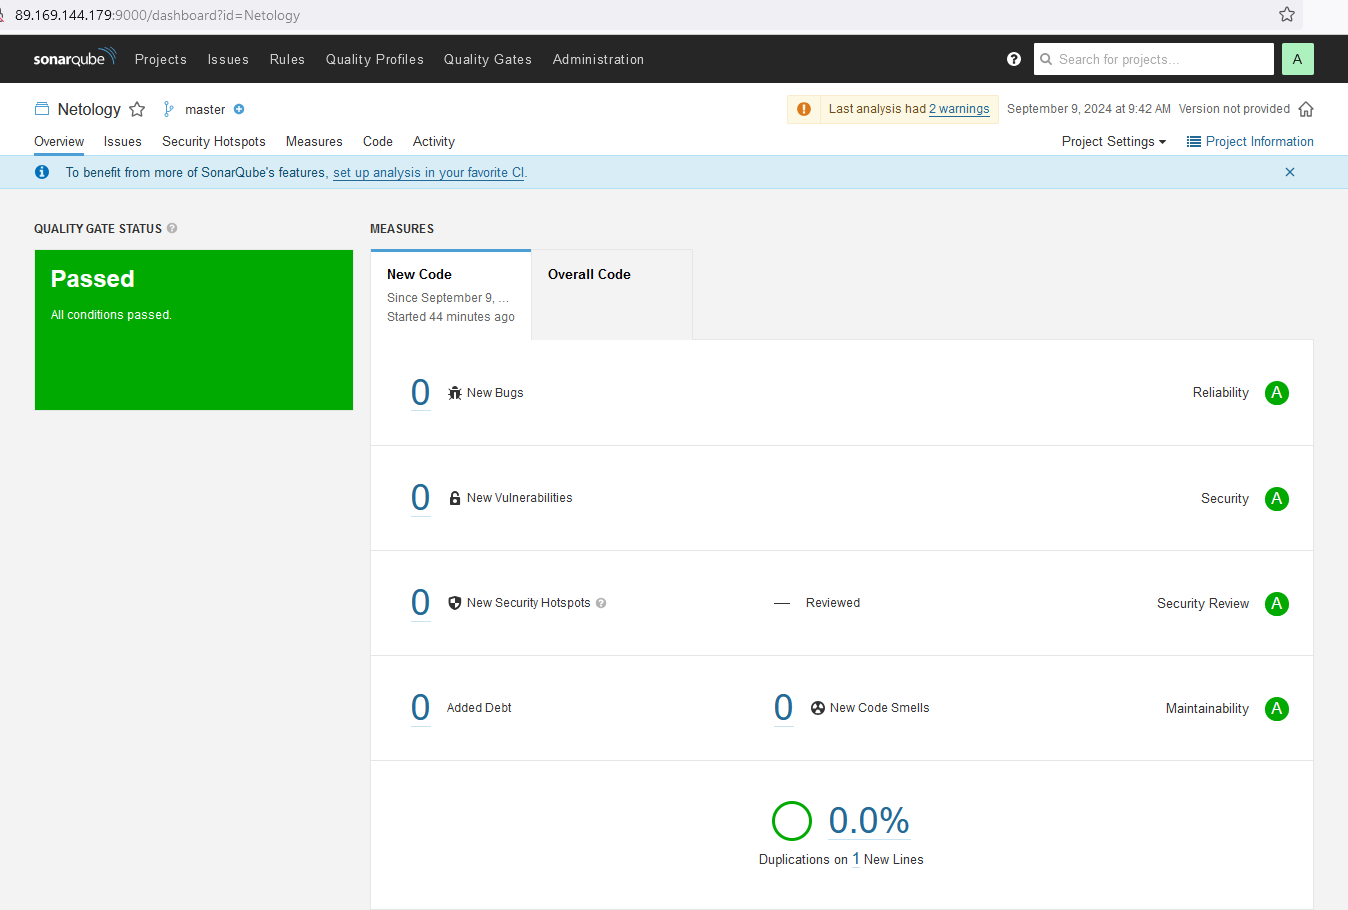 89.169.144.179:9000/dashboard?id=Netology
sonarqube Projects Issues Rules Quality Profiles Quality Gates Administration ? Search for projects... A
Netology master Last analysis had 2 warnings September 9, 2024 at 9:42 AM Version not provided
Overview Issues Security Hotspots Measures Code Activity Project Settings Project Information
To benefit from more of SonarQube's features, set up analysis in your favorite CI.
QUALITY GATE STATUS ?
Passed
All conditions passed.
MEASURES
New Code
Since September 9, ...
Started 44 minutes ago
Overall Code
0 New Bugs Reliability A
0 New Vulnerabilities Security A
0 New Security Hotspots ? — Reviewed Security Review A
0 Added Debt 0 New Code Smells Maintainability A
0.0%
Duplications on 1 New Lines